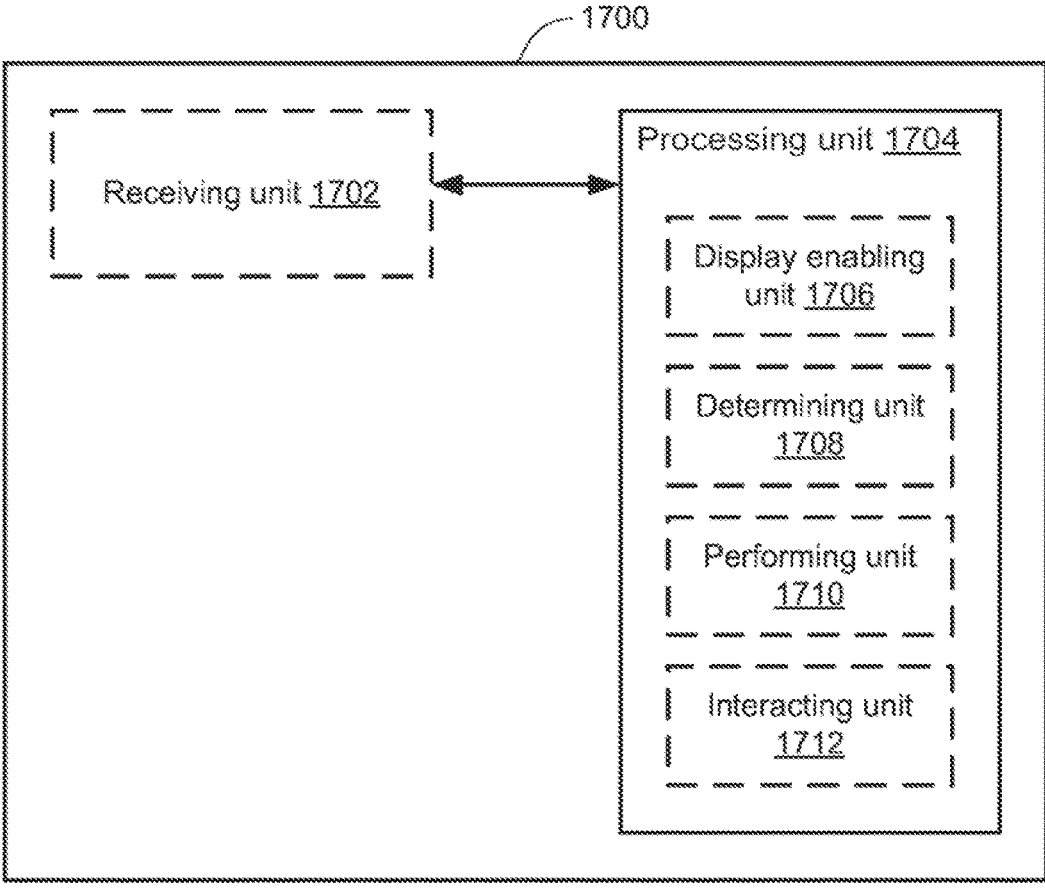 1700
Receiving unit 1702
Processing unit 1704
Display enabling
unit 1706
Determining unit
1708
Performing unit
1710
Interacting unit
1712